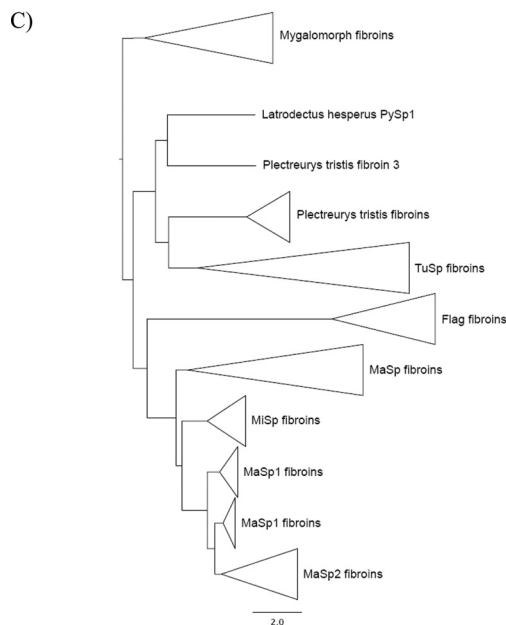 C)
Mygalomorph fibroins
Latrodectus hesperus PySp1
Plectreurys tristis fibroin 3
Plectreurys tristis fibroins
TuSp fibroins
Flag fibroins
MaSp fibroins
MiSp fibroins
MaSp1 fibroins
MaSp1 fibroins
MaSp2 fibroins
2.0